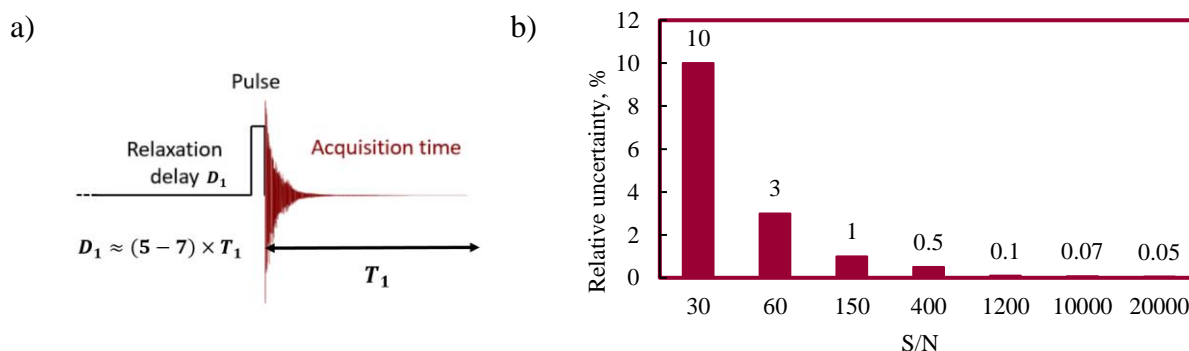 a)
Pulse
Relaxation
delay D₁
Acquisition time
D₁ ≈ (5 − 7) × T₁
T₁
b)
Relative uncertainty, %
12
10
8
6
4
2
0
10
3
1
0.5
0.1
0.07
0.05
30 60 150 400 1200 10000 20000
S/N